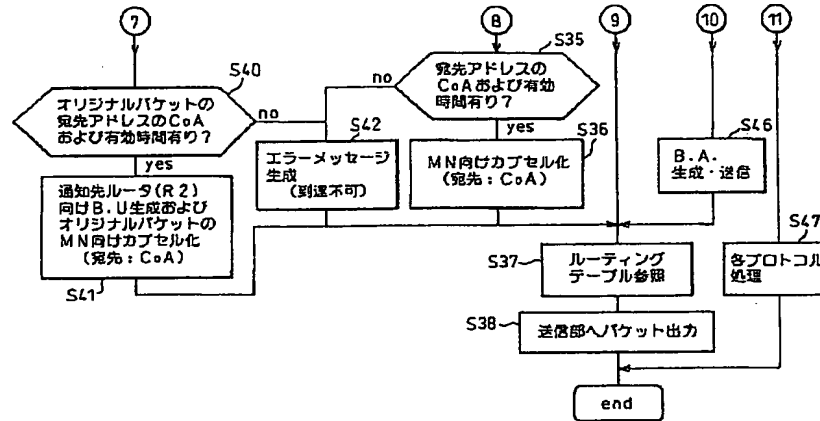 7
8
9
10
11
S35
宛先アドレスの
CoAおよび有効
時間有り?
no
yes
S40
オリジナルパケットの
宛先アドレスのCoA
および有効時間有り?
no
yes
S42
エラーメッセージ
生成
(到達不可)
S36
MN向けカプセル化
(宛先:CoA)
S46
B.A.
生成・送信
通知先ルータ(R2)
向けB.U生成および
オリジナルパケットの
MN向けカプセル化
(宛先:CoA)
S41
S37
ルーティング
テーブル参照
S47
各プロトコル
処理
S38
送信部へパケット出力
end